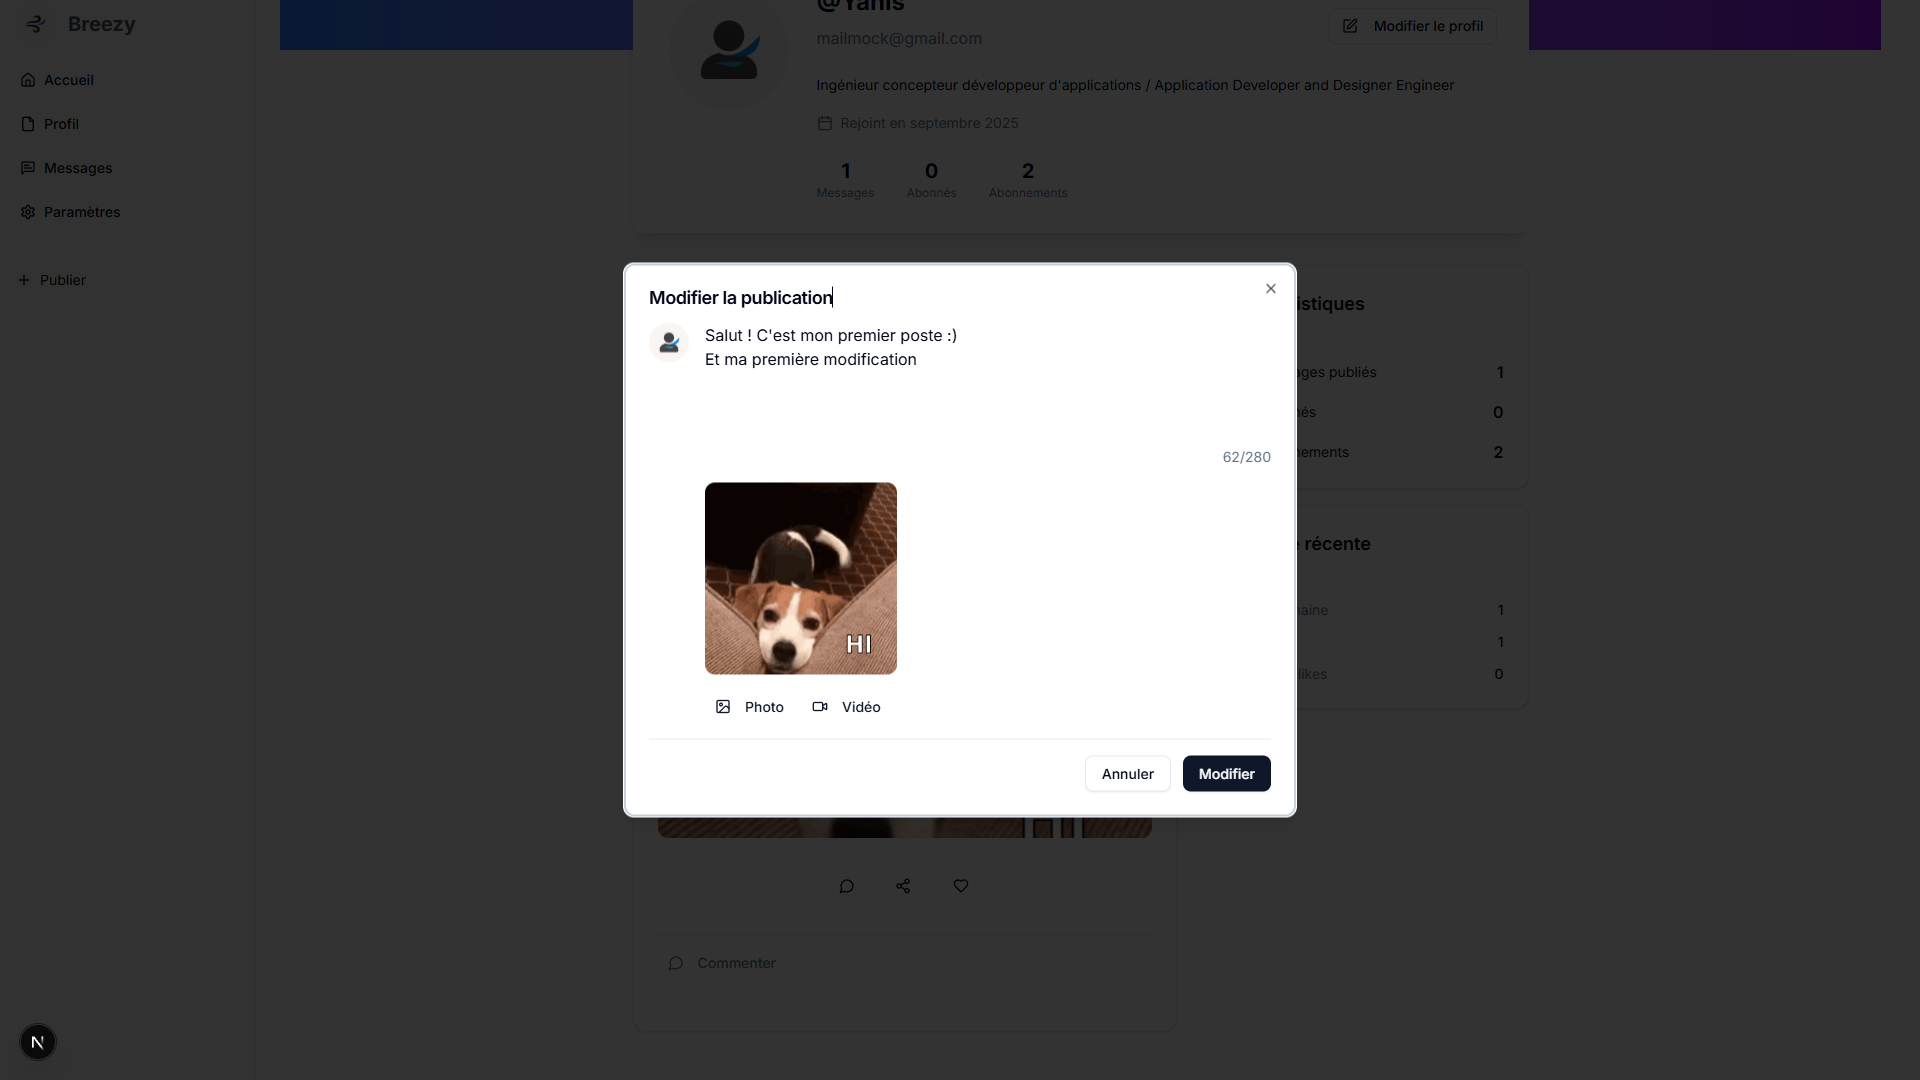 Breezy
Accueil
Profil
Messages
Paramètres
Publier
@Yanis
mailmock@gmail.com
Modifier le profil
Ingénieur concepteur développeur d'applications / Application Developer and Designer Engineer
Rejoint en septembre 2025
1 0 2
Messages Abonnés Abonnements
Modifier la publication
Salut ! C'est mon premier poste :)
Et ma première modification
62/280
HI
Photo Vidéo
Annuler Modifier
istiques
ages publiés 1
nés 0
nements 2
récente
aine 1
1
likes 0
Commenter
N